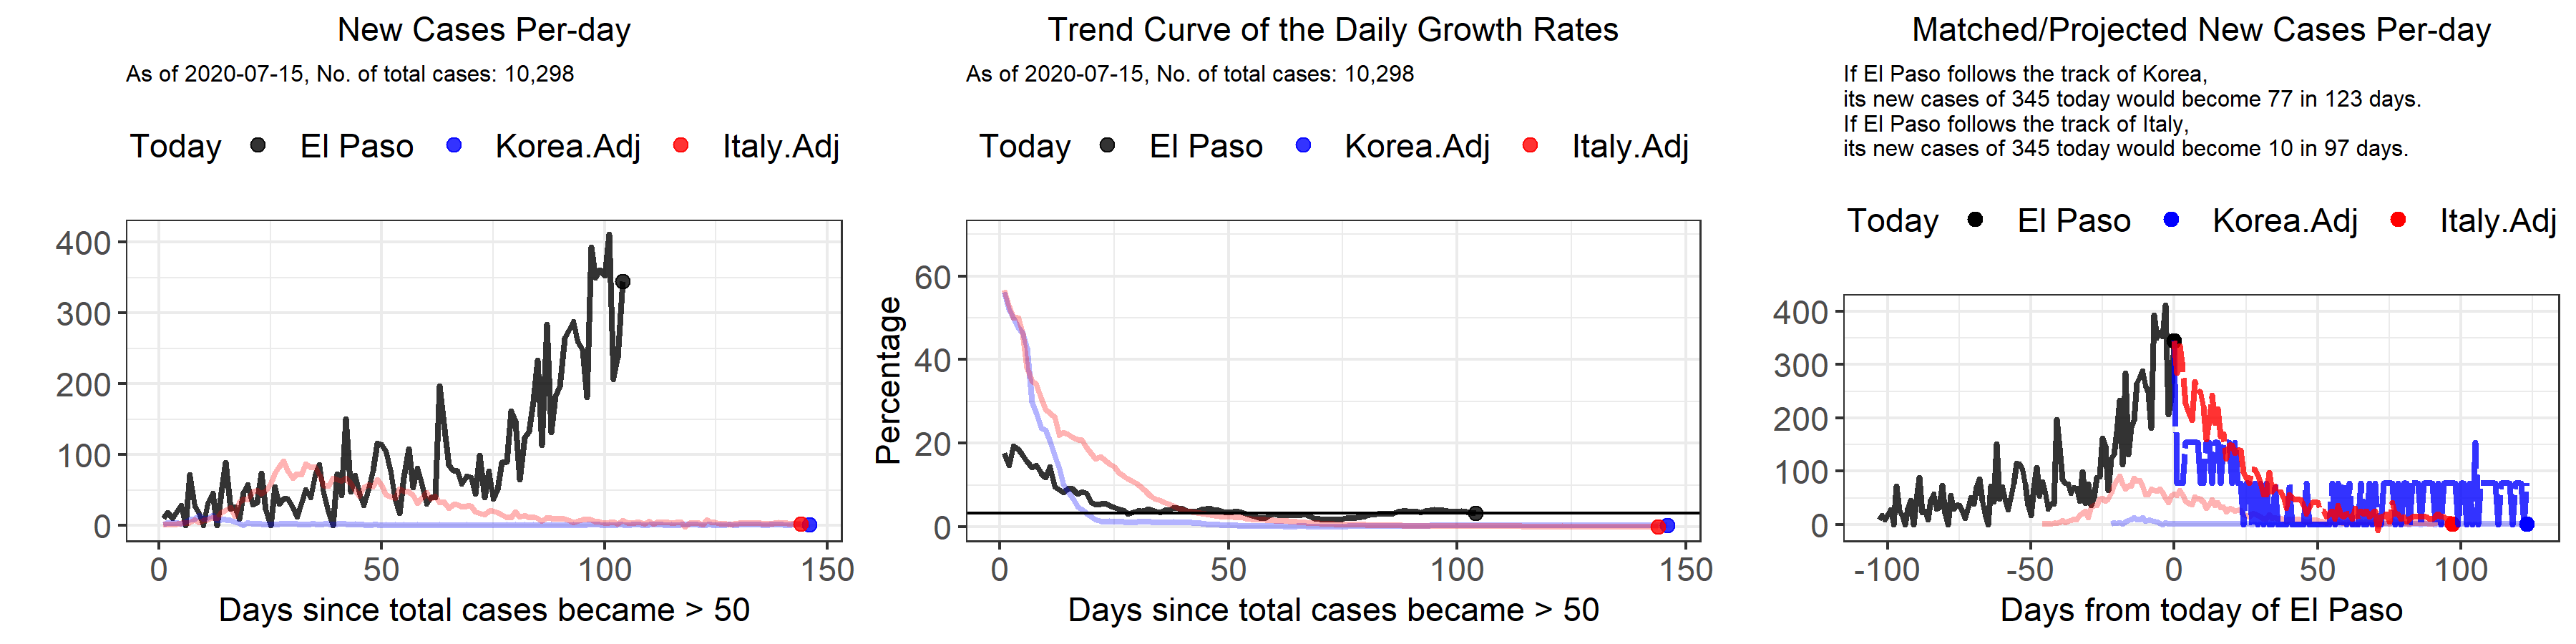 New Cases Per-day
As of 2020-07-15, No. of total cases: 10,298
Today El Paso Korea.Adj Italy.Adj
400
300
200
100
0
0 50 100 150
Days since total cases became > 50
Trend Curve of the Daily Growth Rates
As of 2020-07-15, No. of total cases: 10,298
Today El Paso Korea.Adj Italy.Adj
Percentage
60
40
20
0
0 50 100 150
Days since total cases became > 50
Matched/Projected New Cases Per-day
If El Paso follows the track of Korea,
its new cases of 345 today would become 77 in 123 days.
If El Paso follows the track of Italy,
its new cases of 345 today would become 10 in 97 days.
Today El Paso Korea.Adj Italy.Adj
400
300
200
100
0
-100 -50 0 50 100
Days from today of El Paso